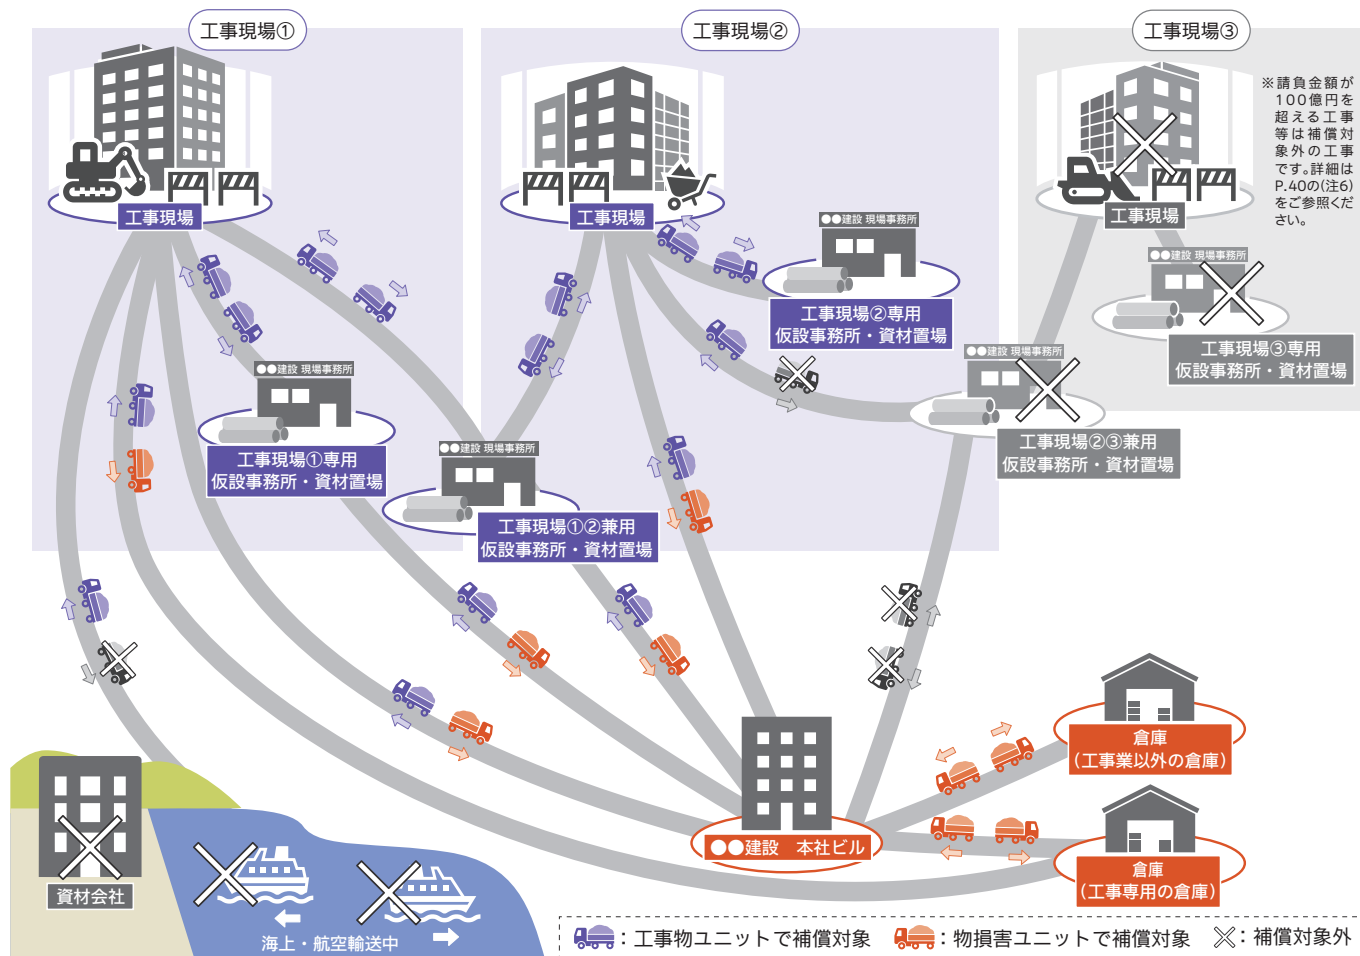 工事現場①
工事現場②
工事現場③
※請負金額が
100億円を
超える工事
等は補償対
象外の工事
です。詳細は
P.40の(注6)
をご参照くだ
さい。
工事現場
工事現場
工事現場
●●建設 現場事務所
工事現場②専用
仮設事務所・資材置場
●●建設 現場事務所
工事現場③専用
仮設事務所・資材置場
●●建設 現場事務所
工事現場①専用
仮設事務所・資材置場
●●建設 現場事務所
工事現場②③兼用
仮設事務所・資材置場
●●建設 現場事務所
工事現場①②兼用
仮設事務所・資材置場
倉庫
(工事業以外の倉庫)
●●建設 本社ビル
倉庫
(工事専用の倉庫)
資材会社
海上・航空輸送中
:工事物ユニットで補償対象
:物損害ユニットで補償対象
:補償対象外